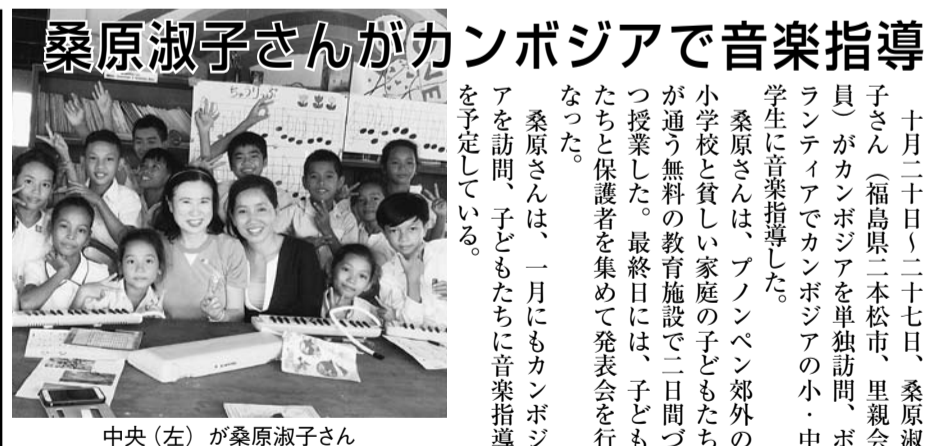 桑原淑子さんがカンボジアで音楽指導
十月二十日～二十七日、桑原淑
子さん（福島県二本松市、里親会
員）がカンボジアを単独訪問、ボ
ランティアでカンボジアの小・中
学生に音楽指導した。
桑原さんは、プノンペン郊外の
小学校と貧しい家庭の子どもたち
が通う無料の教育施設で二日間づ
つ授業した。最終日には、子ども
たちと保護者を集めて発表会を行
なった。
桑原さんは、一月にもカンボジ
アを訪問、子どもたちに音楽指導
を予定している。
ちゅうりっぷ
中央（左）が桑原淑子さん